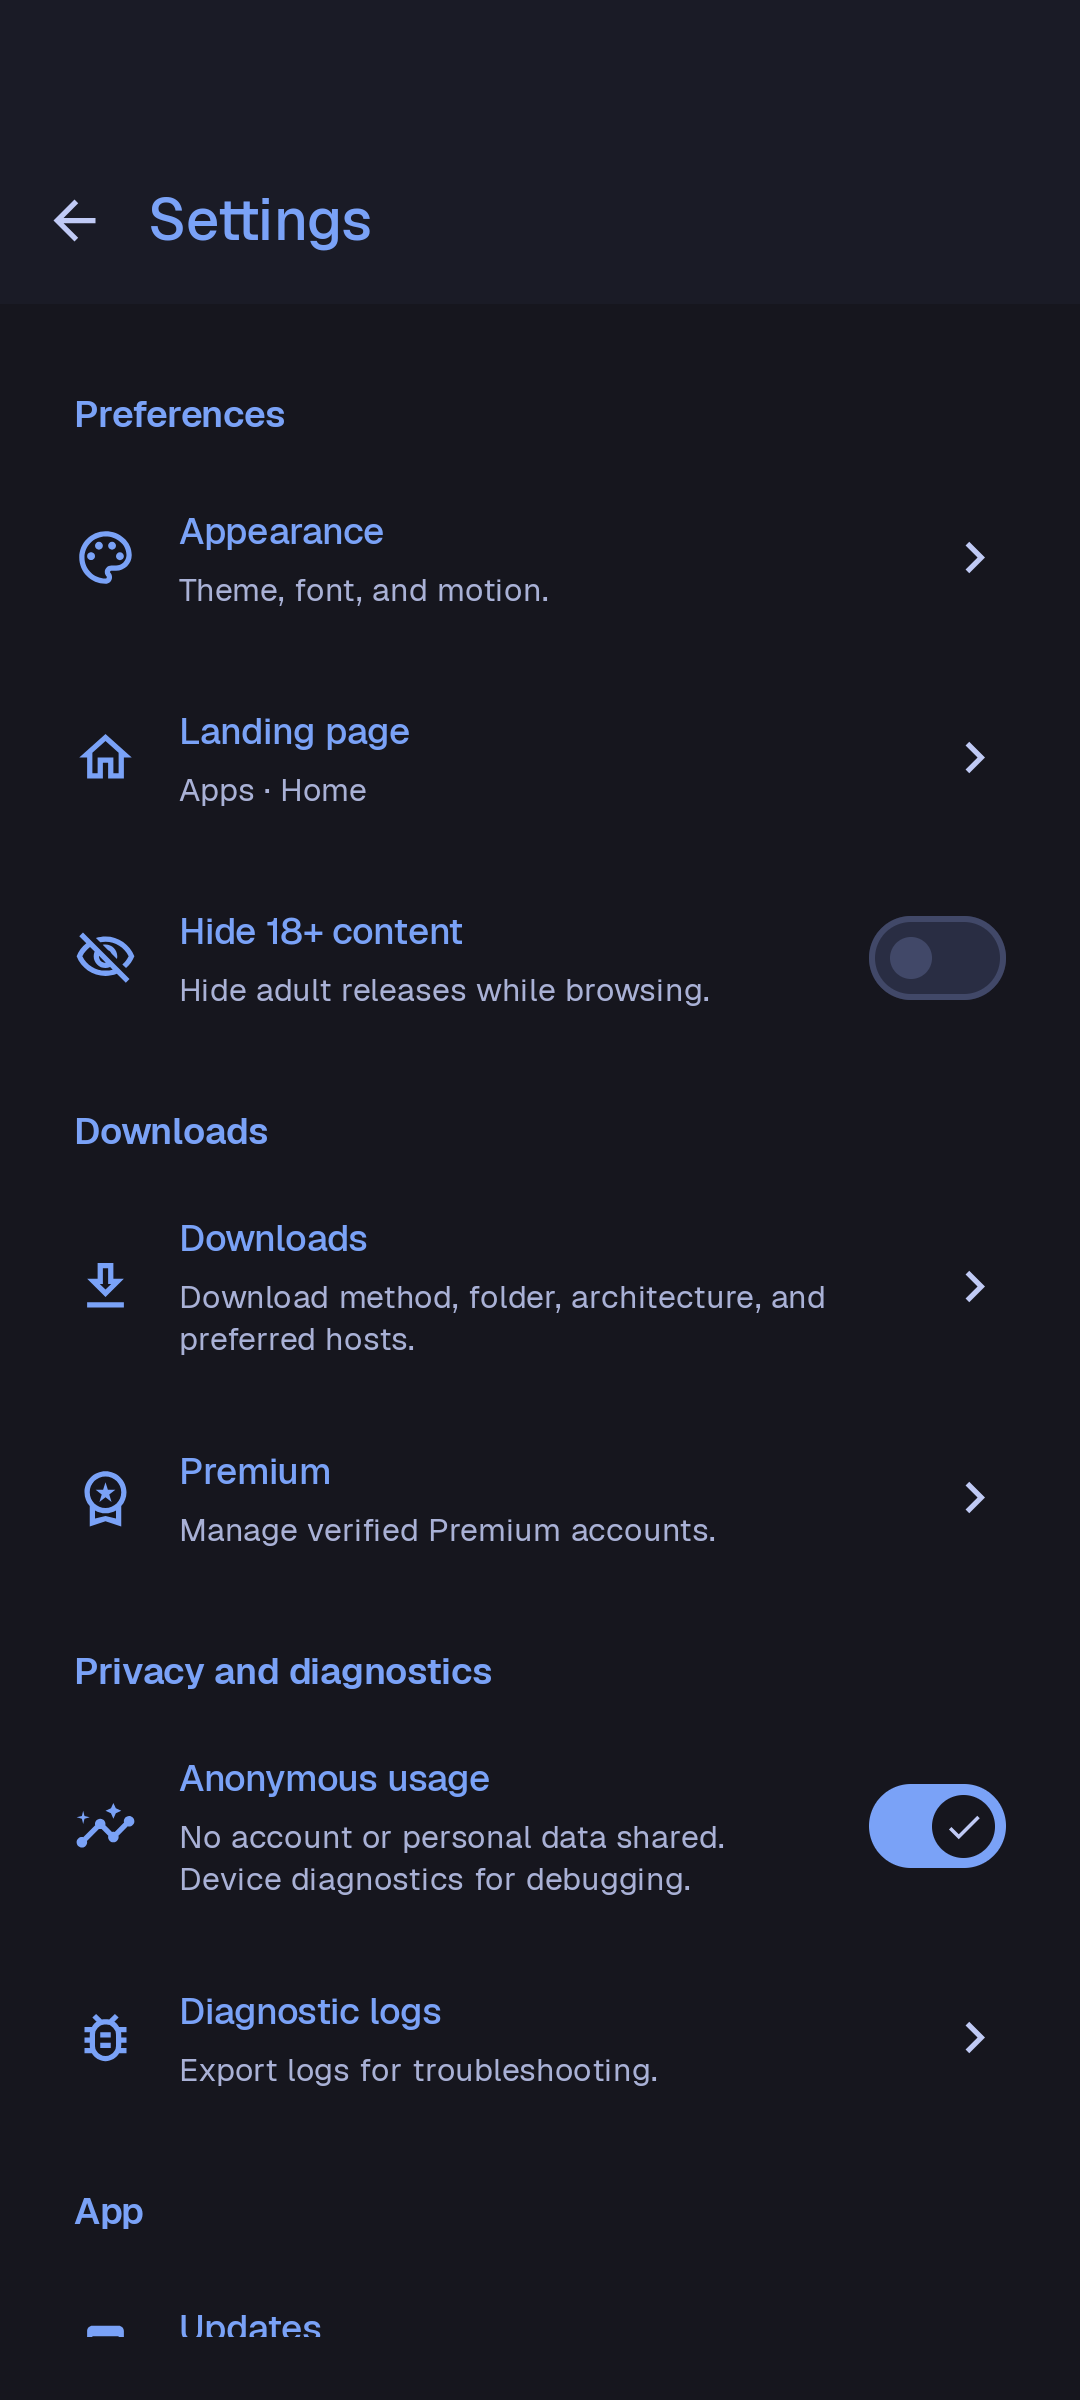 Settings
Preferences
Appearance
Theme, font, and motion.
Landing page
Apps · Home
Hide 18+ content
Hide adult releases while browsing.
Downloads
Downloads
Download method, folder, architecture, and
preferred hosts.
Premium
Manage verified Premium accounts.
Privacy and diagnostics
Anonymous usage
No account or personal data shared.
Device diagnostics for debugging.
Diagnostic logs
Export logs for troubleshooting.
App
Updates